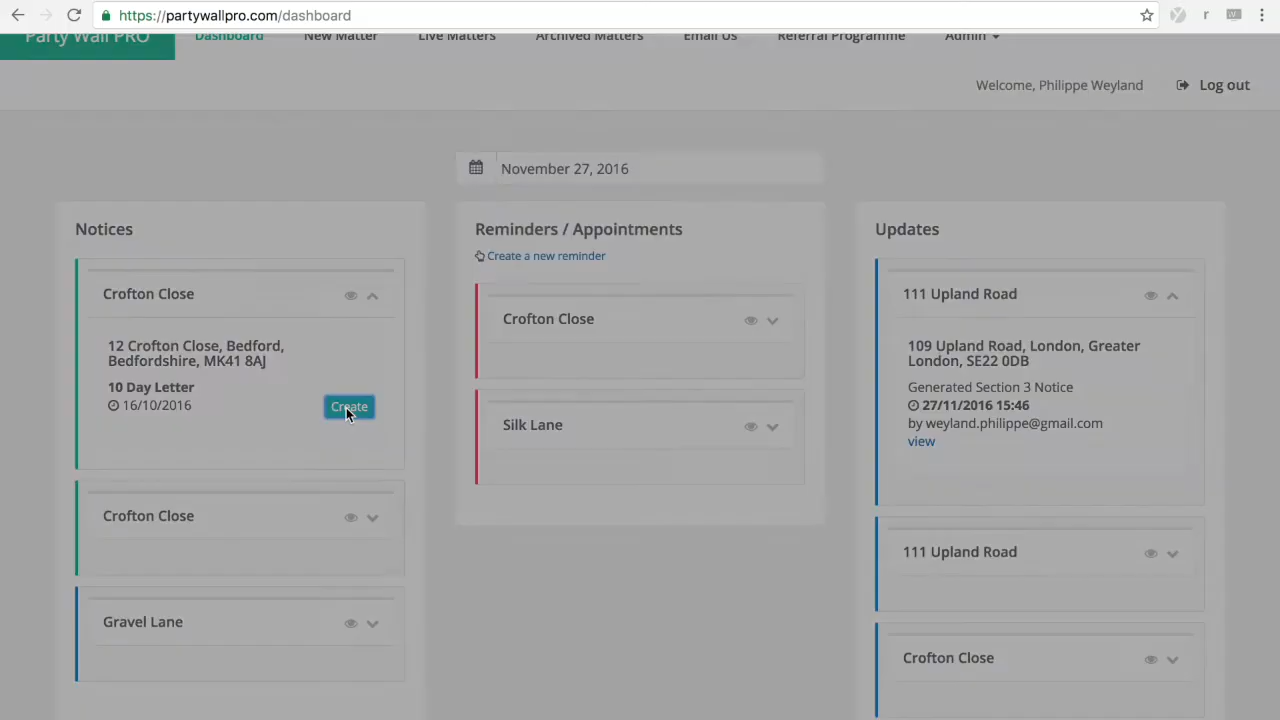 https://partywallpro.com/dashboard
r
W
Party Wall PRO
Dashboard
New Matter
Live Matters
Archived Matters
Email Us
Referral Programme
Admin
Welcome, Philippe Weyland
Log out
November 27, 2016
Notices
Crofton Close
12 Crofton Close, Bedford,
Bedfordshire, MK41 8AJ
10 Day Letter
16/10/2016
Create
Crofton Close
Gravel Lane
Reminders / Appointments
Create a new reminder
Crofton Close
Silk Lane
Updates
111 Upland Road
109 Upland Road, London, Greater
London, SE22 0DB
Generated Section 3 Notice
27/11/2016 15:46
by weyland.philippe@gmail.com
view
111 Upland Road
Crofton Close